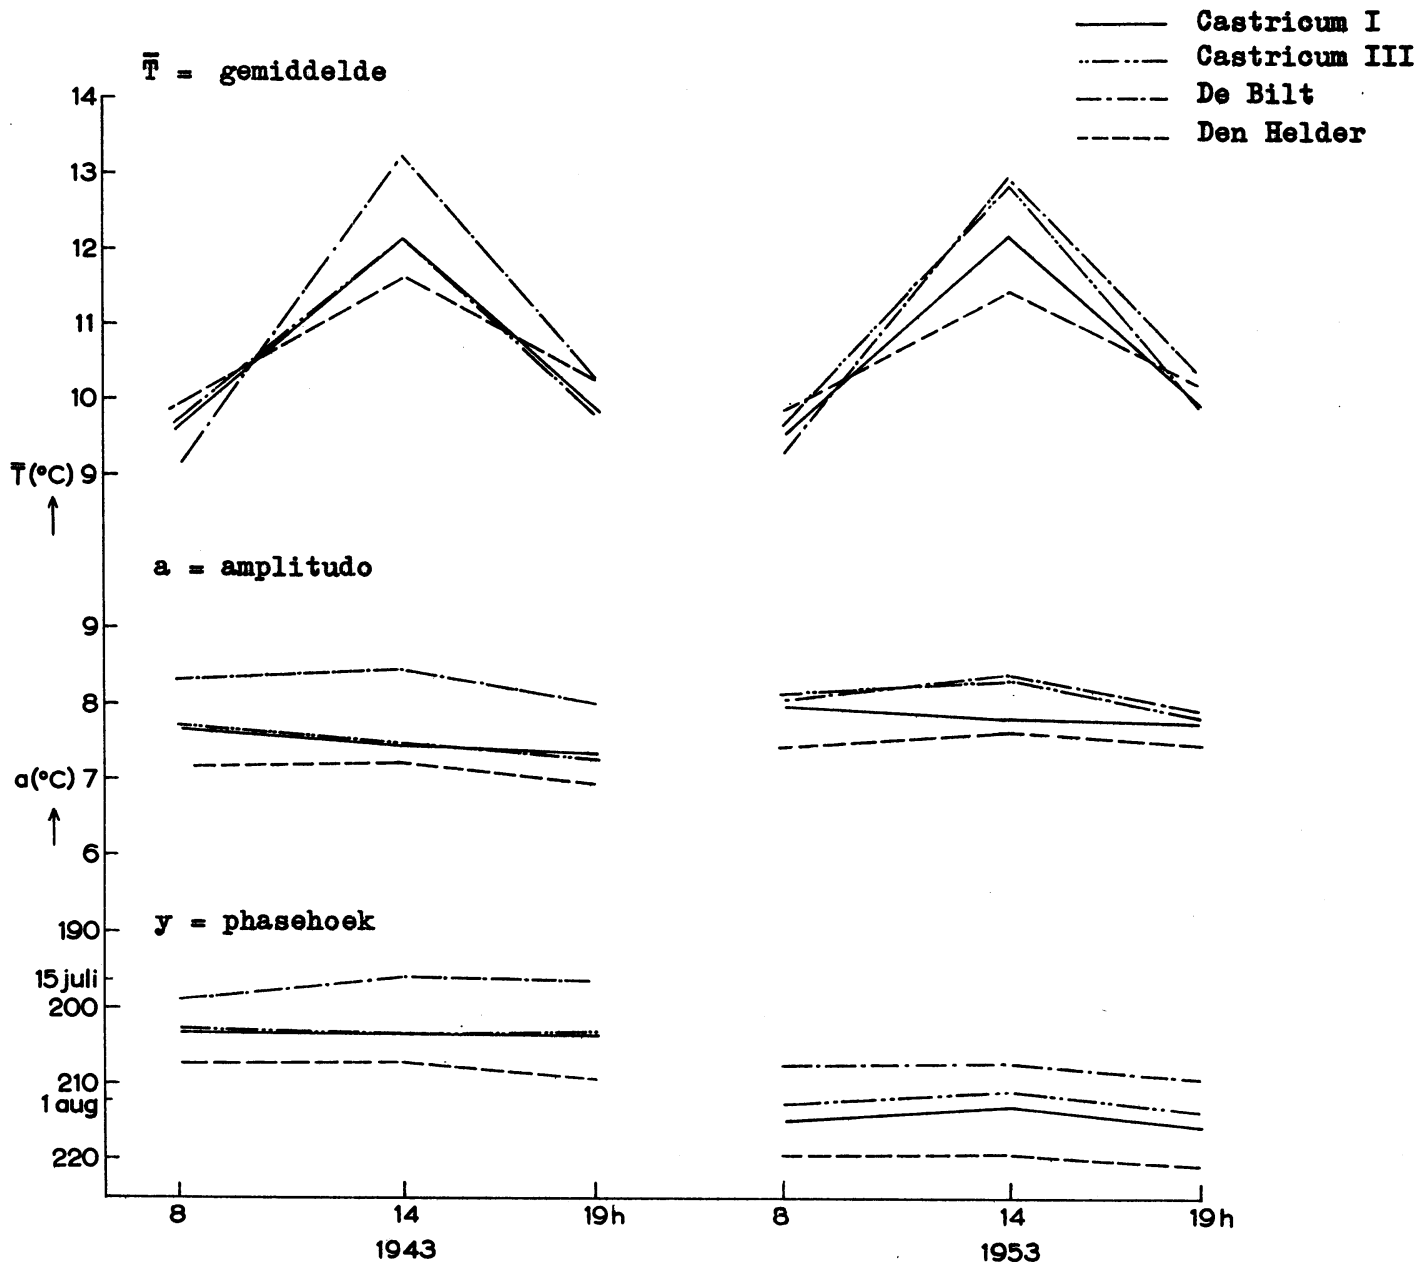 Castricum I
Castricum III
De Bilt
Den Helder
T̄ = gemiddelde
14
13
12
11
10
T̄(°C) 9
a = amplitudo
9
8
a(°C) 7
6
y = phasehoek
190
15 juli
200
210
1 aug
220
8 14 19h 8 14 19h
1943 1953